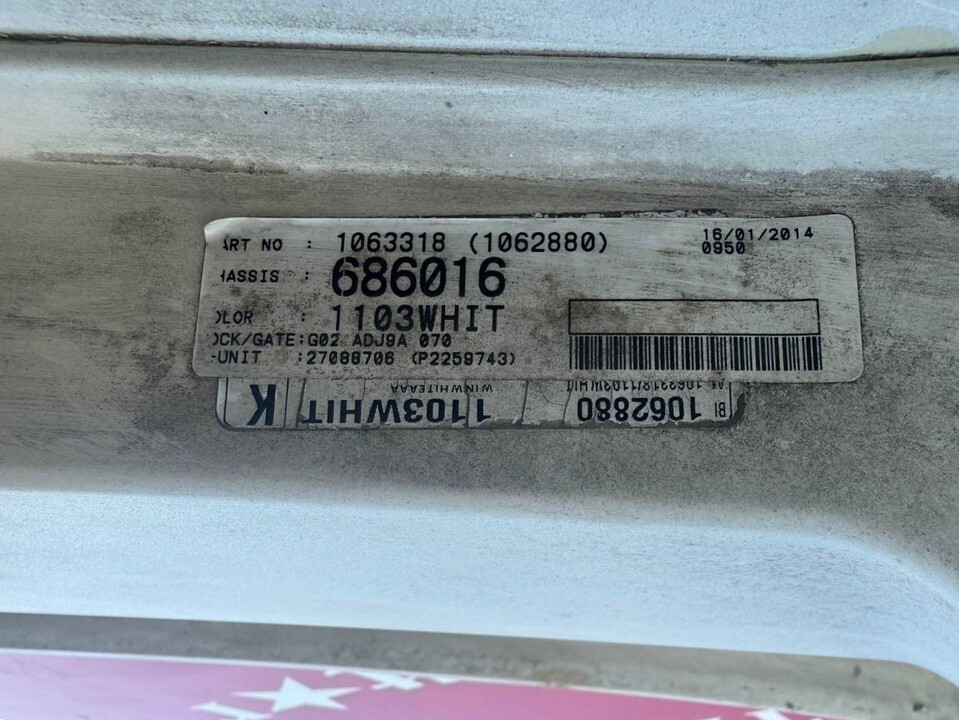 ART NO : 1063318 (1062880)
16/01/2014
0950
HASSIS : 686016
OLOR : 1103WHIT
OCK/GATE:G02 ADJ9A 070
-UNIT : 27088706 (P2259743)
BI 1062880 1103WHIT K
WINWHITEAAA